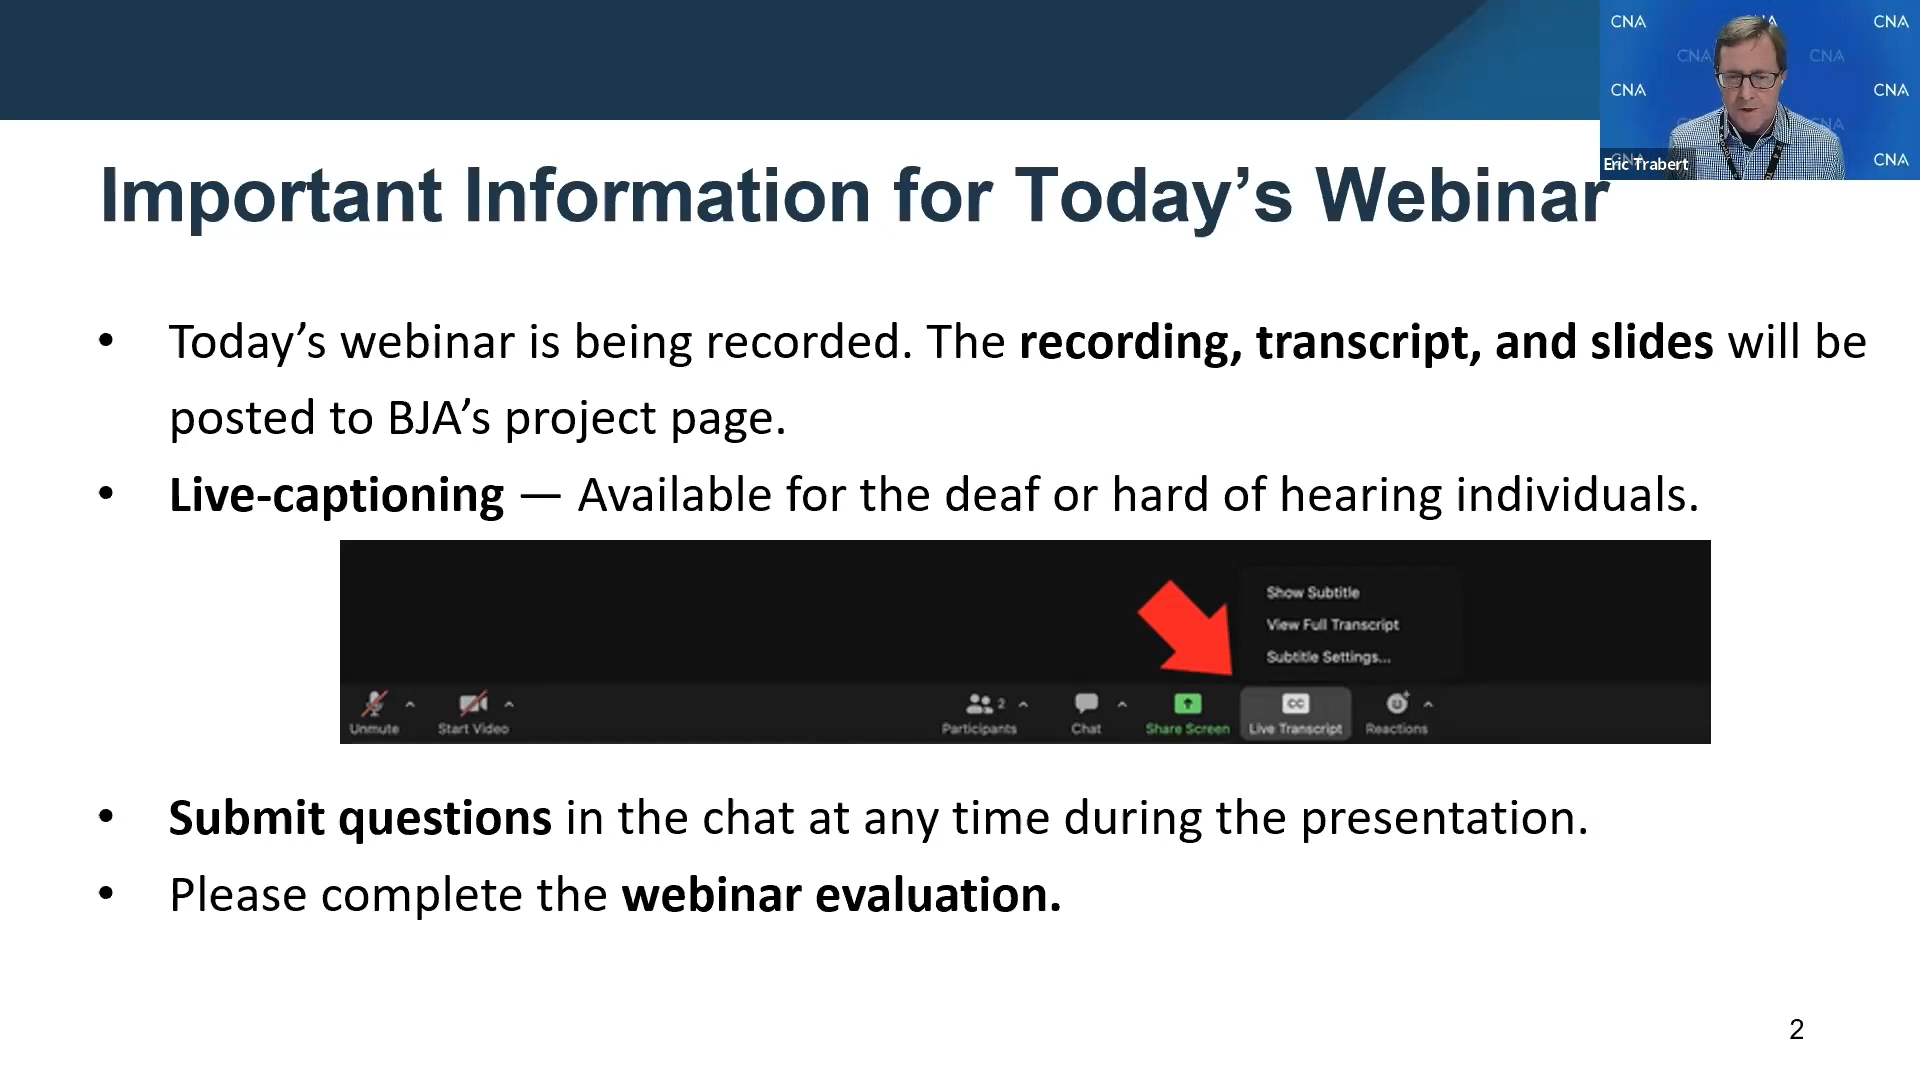 CNA CNA
CNA CNA
CNA CNA
Eric Trabert CNA
Important Information for Today’s Webinar
• Today’s webinar is being recorded. The recording, transcript, and slides will be
posted to BJA’s project page.
• Live-captioning — Available for the deaf or hard of hearing individuals.
Show Subtitle
View Full Transcript
Subtitle Settings...
2
CC
Unmute Start Video Participants Chat Share Screen Live Transcript Reactions
• Submit questions in the chat at any time during the presentation.
• Please complete the webinar evaluation.
2